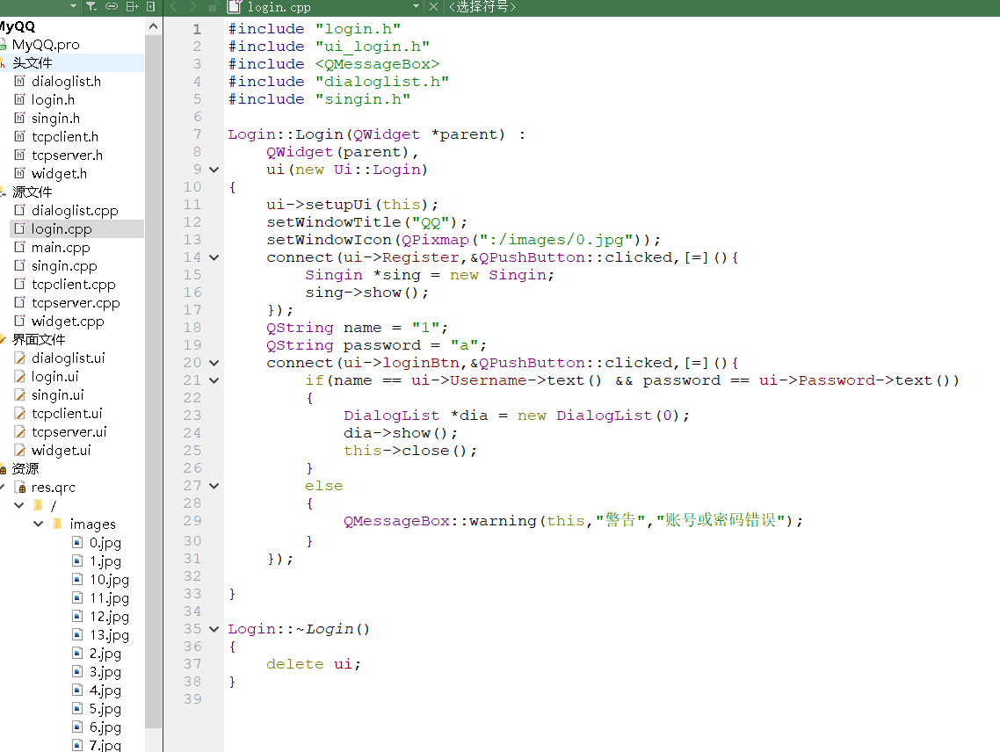 login.cpp
<选择符号>
MyQQ
MyQQ.pro
头文件
dialoglist.h
login.h
singin.h
tcpclient.h
tcpserver.h
widget.h
源文件
dialoglist.cpp
login.cpp
main.cpp
singin.cpp
tcpclient.cpp
tcpserver.cpp
widget.cpp
界面文件
dialoglist.ui
login.ui
singin.ui
tcpclient.ui
tcpserver.ui
widget.ui
资源
res.qrc
/
images
0.jpg
1.jpg
10.jpg
11.jpg
12.jpg
13.jpg
2.jpg
3.jpg
4.jpg
5.jpg
6.jpg
7.jpg
1 #include "login.h"
2 #include "ui_login.h"
3 #include <QMessageBox>
4 #include "dialoglist.h"
5 #include "singin.h"
6
7 Login::Login(QWidget *parent) :
8     QWidget(parent),
9     ui(new Ui::Login)
10 {
11     ui->setupUi(this);
12     setWindowTitle("QQ");
13     setWindowIcon(QPixmap(":/images/0.jpg"));
14     connect(ui->Register,&QPushButton::clicked,[=](){
15         Singin *sing = new Singin;
16         sing->show();
17     });
18     QString name = "1";
19     QString password = "a";
20     connect(ui->loginBtn,&QPushButton::clicked,[=](){
21         if(name == ui->Username->text() && password == ui->Password->text())
22         {
23             DialogList *dia = new DialogList(0);
24             dia->show();
25             this->close();
26         }
27         else
28         {
29             QMessageBox::warning(this,"警告","账号或密码错误");
30         }
31     });
32
33 }
34
35 Login::~Login()
36 {
37     delete ui;
38 }
39